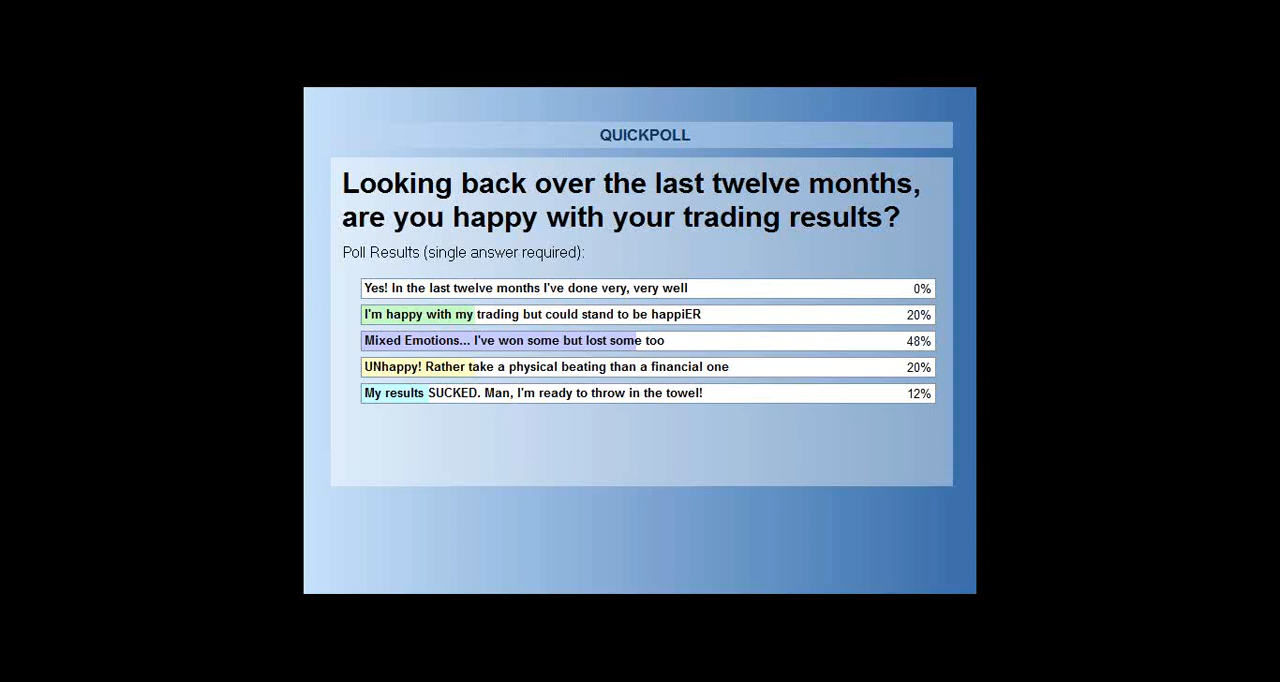 QUICKPOLL
Looking back over the last twelve months,
are you happy with your trading results?
Poll Results (single answer required):
Yes! In the last twelve months I've done very, very well 0%
I'm happy with my trading but could stand to be happiER 20%
Mixed Emotions... I've won some but lost some too 48%
UNhappy! Rather take a physical beating than a financial one 20%
My results SUCKED. Man, I'm ready to throw in the towel! 12%